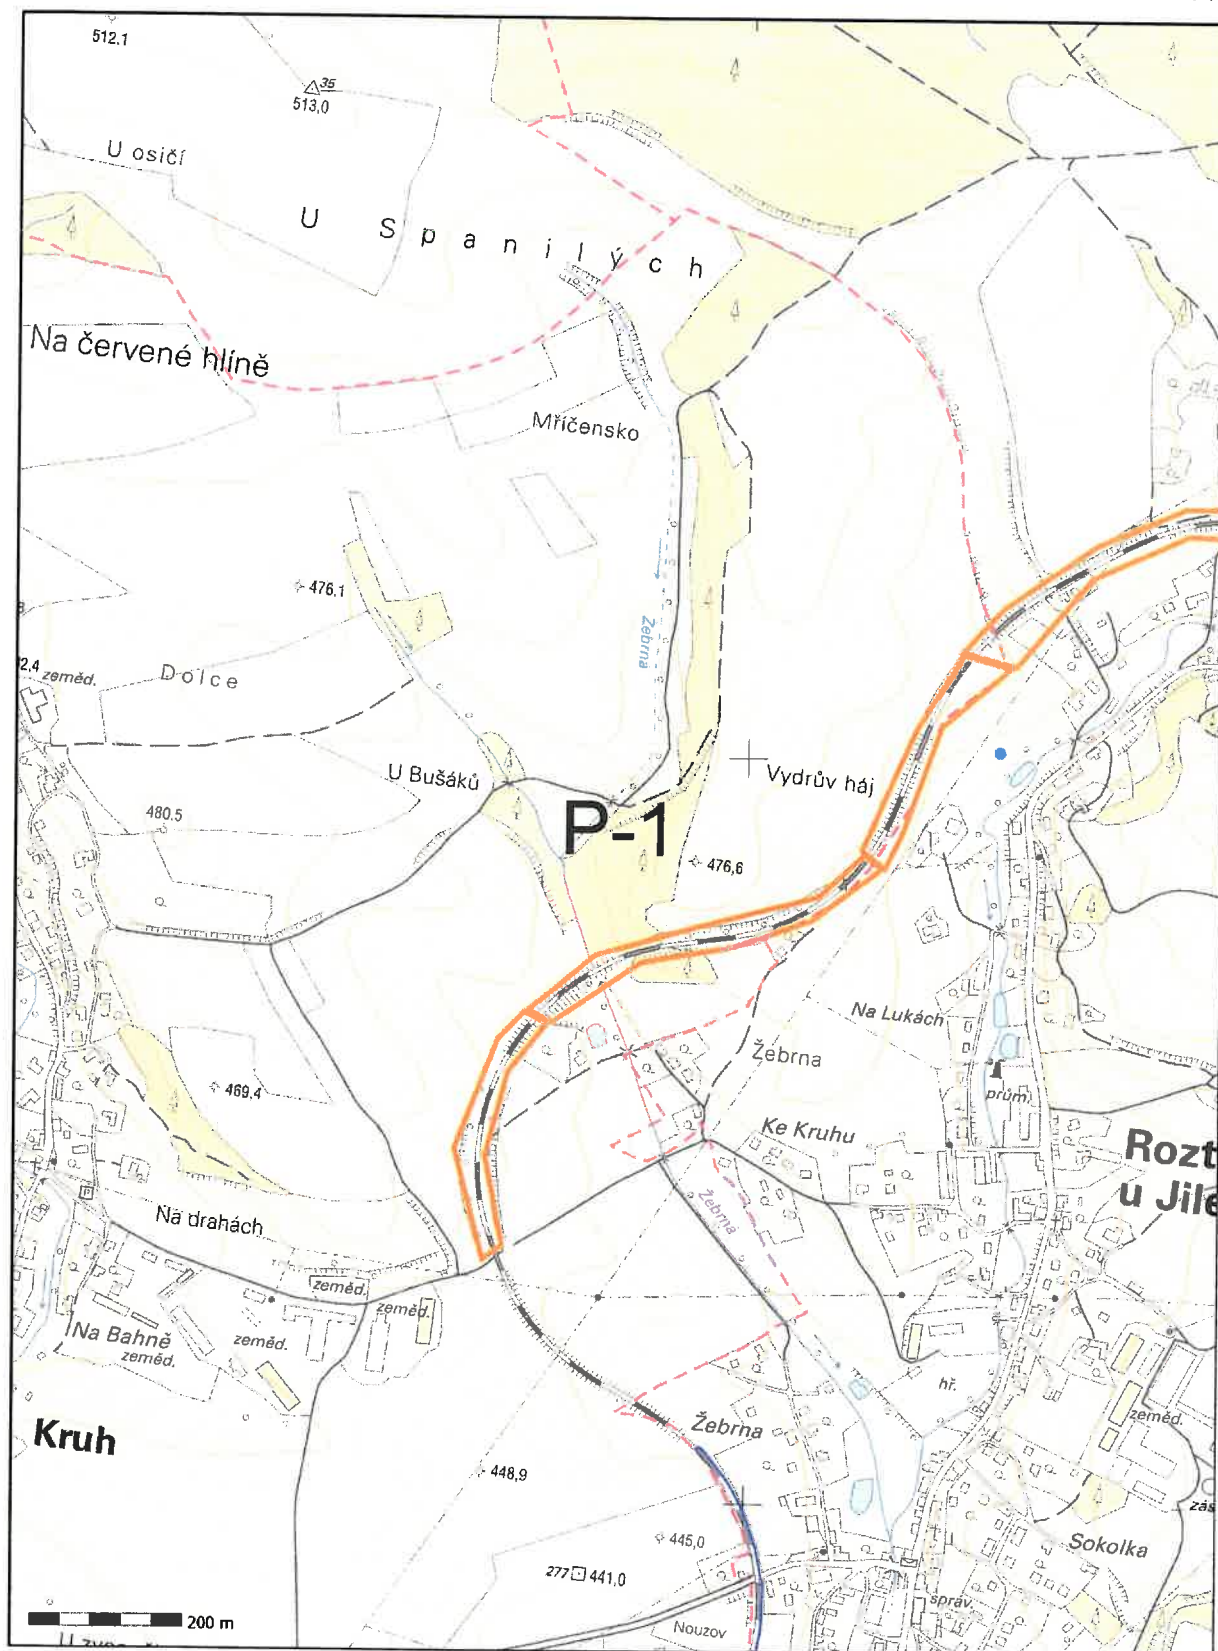 512.1
35
513,0
U osičí
U Spanilých
Na červené hlíně
Mříčensko
476.1
Žebrna
2,4 zeměd.
Dolce
U Bušáků
Vydrův háj
480.5
P-1
476,6
Na Lukách
469.4
Žebrna
prům.
Ke Kruhu
Rozt
u Jile
Žebrna
Na drahách
zeměd.
zeměd.
Na Bahně
zeměd.
zeměd.
hř.
Kruh
Žebrna
zeměd.
448,9
zás
445,0
Sokolka
277 441,0
správ.
200 m
Nouzov